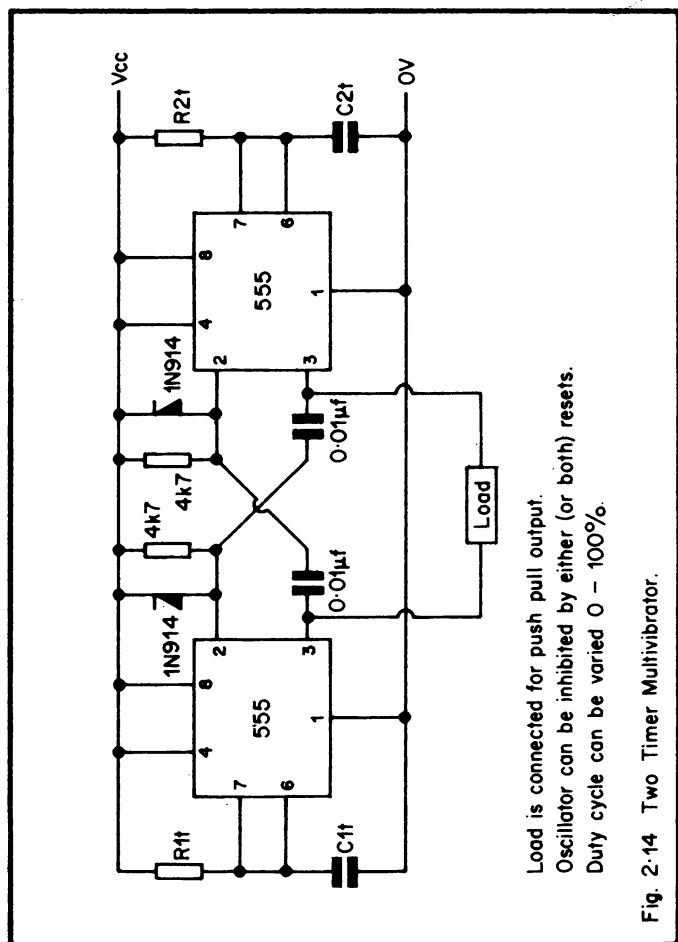 Vcc
R1t
1N914
4k7
4k7
1N914
R2t
4
8
4
8
7
2
2
7
555
555
6
3
3
6
1
1
C1t
0·01µf
0·01µf
C2t
0V
Load
Load is connected for push pull output.
Oscillator can be inhibited by either (or both) resets.
Duty cycle can be varied 0 – 100%.
Fig. 2·14 Two Timer Multivibrator.